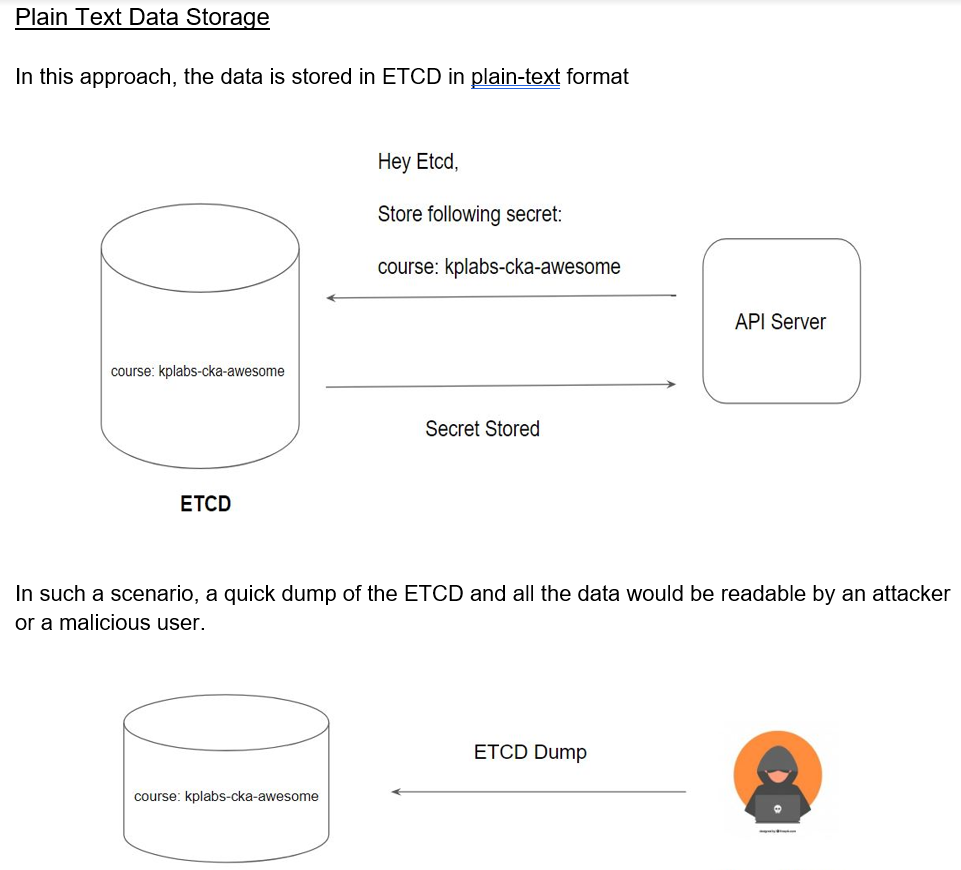 Plain Text Data Storage
In this approach, the data is stored in ETCD in plain-text format
Hey Etcd,
Store following secret:
course: kplabs-cka-awesome
API Server
course: kplabs-cka-awesome
Secret Stored
ETCD
In such a scenario, a quick dump of the ETCD and all the data would be readable by an attacker
or a malicious user.
ETCD Dump
course: kplabs-cka-awesome